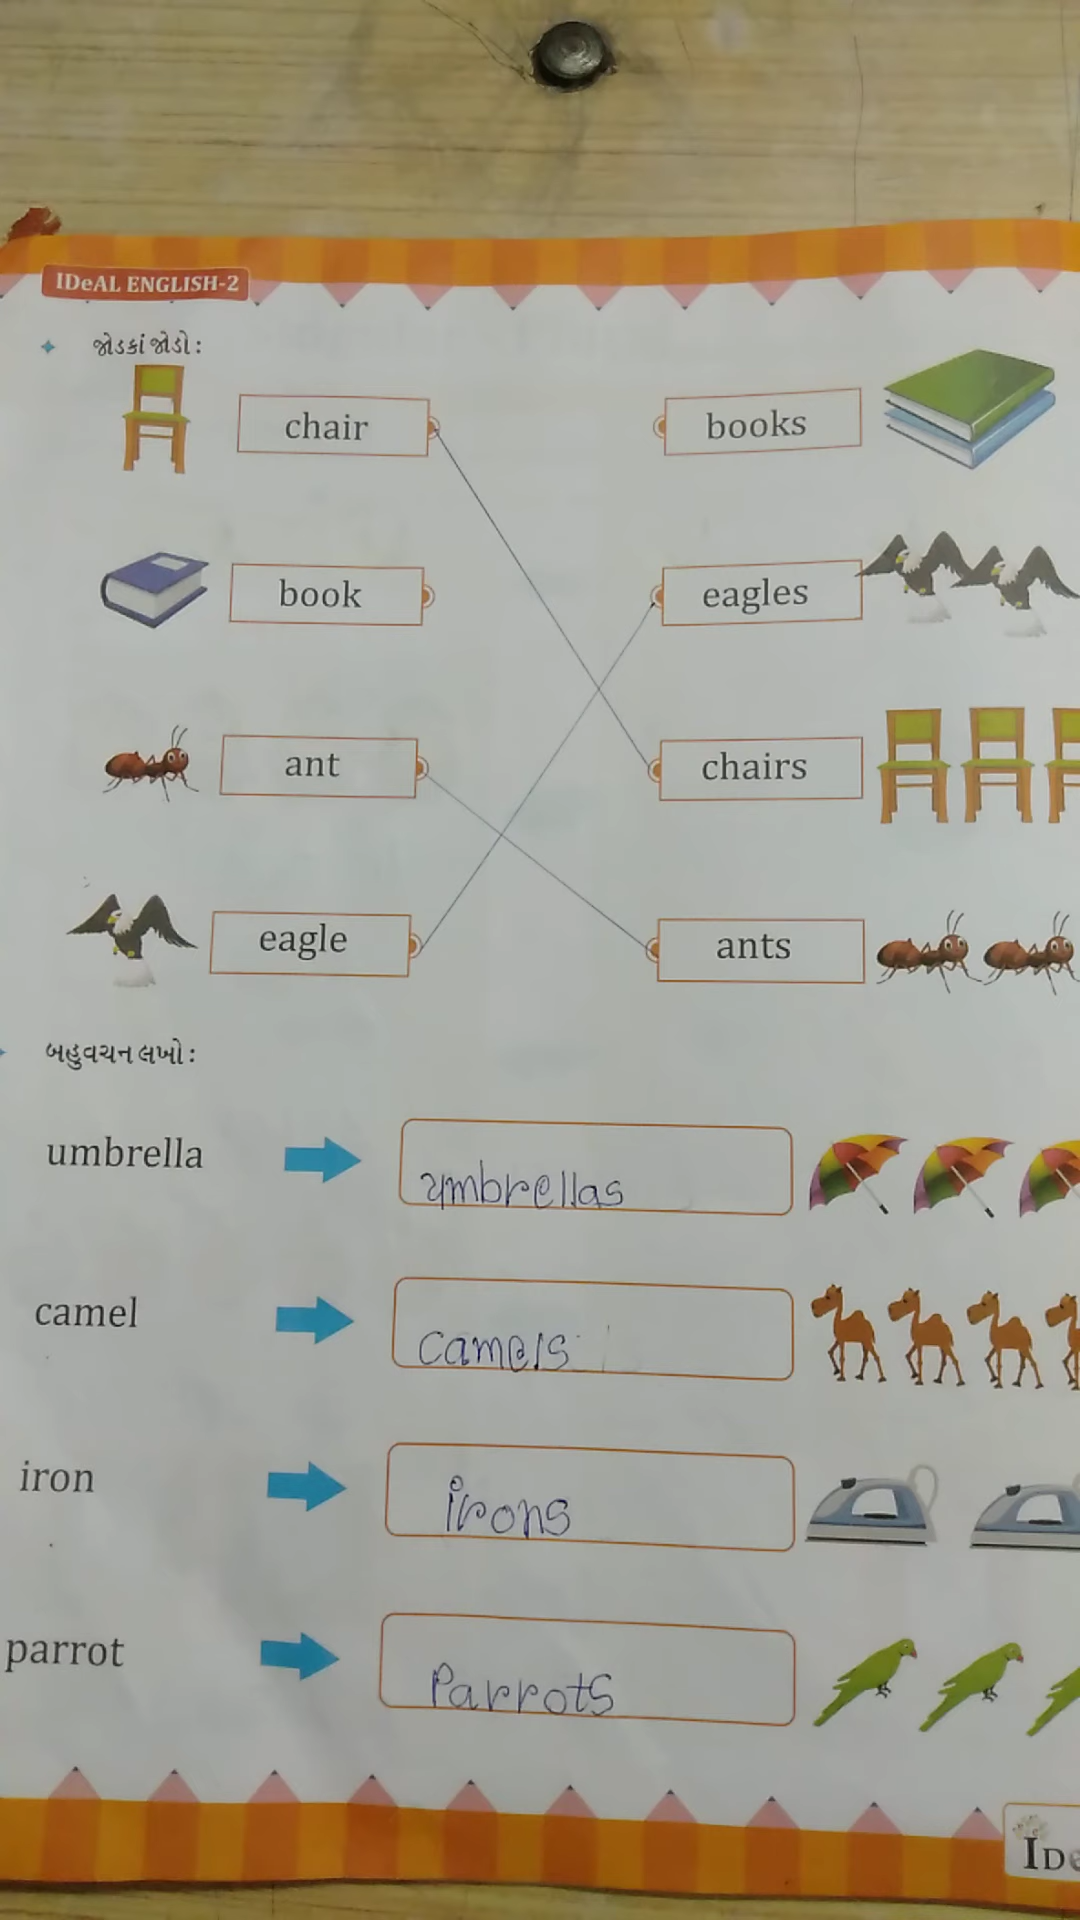 IDeAL ENGLISH-2
જોડકાં જોડો :
chair books
book eagles
ant chairs
eagle ants
બહુવચન લખો :
umbrella umbrellas
camel camels
iron irons
parrot Parrots